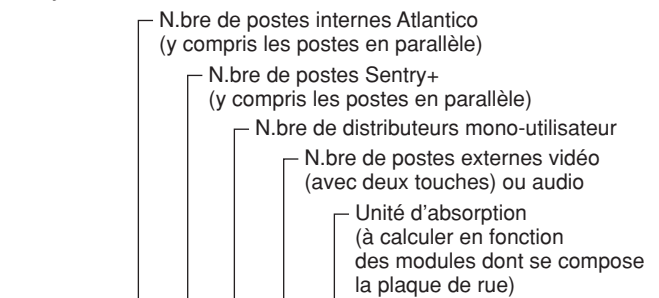 N.bre de postes internes Atlantico
(y compris les postes en parallèle)
N.bre de postes Sentry+
(y compris les postes en parallèle)
N.bre de distributeurs mono-utilisateur
N.bre de postes externes vidéo
(avec deux touches) ou audio
Unité d’absorption
(à calculer en fonction
des modules dont se compose
la plaque de rue)